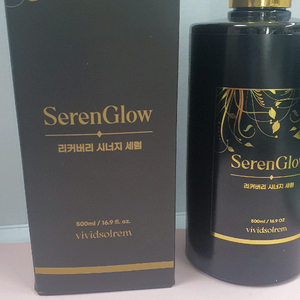 SerenGlow
리커버리 시너지 세럼
500ml / 16.9 fl. oz.
vividsolrem
SerenGlow
리커버리 시너지 세럼
500ml / 16.9 OZ
vividsolrem